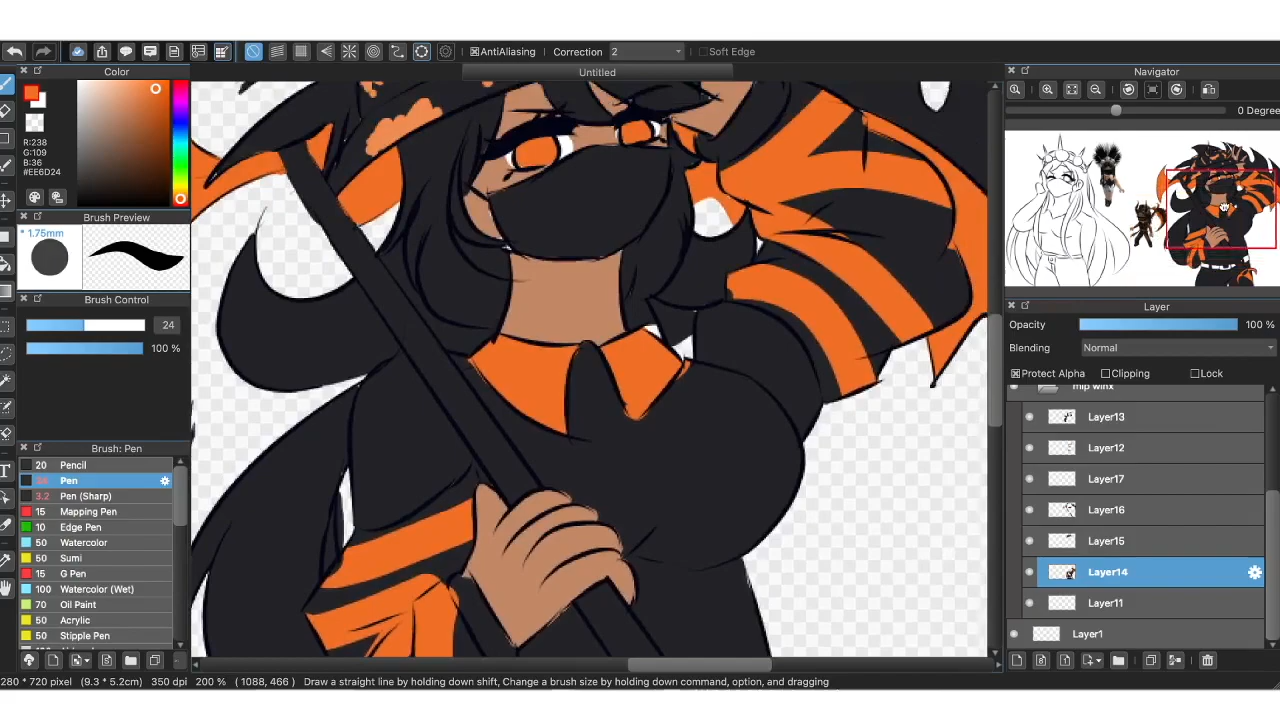 AntiAliasing Correction 2 Soft Edge
Color
Untitled
Navigator
0 Degree
R:238
G:109
B:36
#EE6D24
Brush Preview
1.75mm
Brush Control
24
100 %
Layer
Opacity 100 %
Blending Normal
Protect Alpha Clipping Lock
Layer13
Layer12
Layer17
Layer16
Layer15
Layer14
Layer11
Layer1
Brush: Pen
20 Pencil
24 Pen
3.2 Pen (Sharp)
15 Mapping Pen
10 Edge Pen
50 Watercolor
50 Sumi
15 G Pen
100 Watercolor (Wet)
70 Oil Paint
50 Acrylic
50 Stipple Pen
280 * 720 pixel (9.3 * 5.2cm) 350 dpi 200 % ( 1088, 466 ) Draw a straight line by holding down shift, Change a brush size by holding down command, option, and dragging